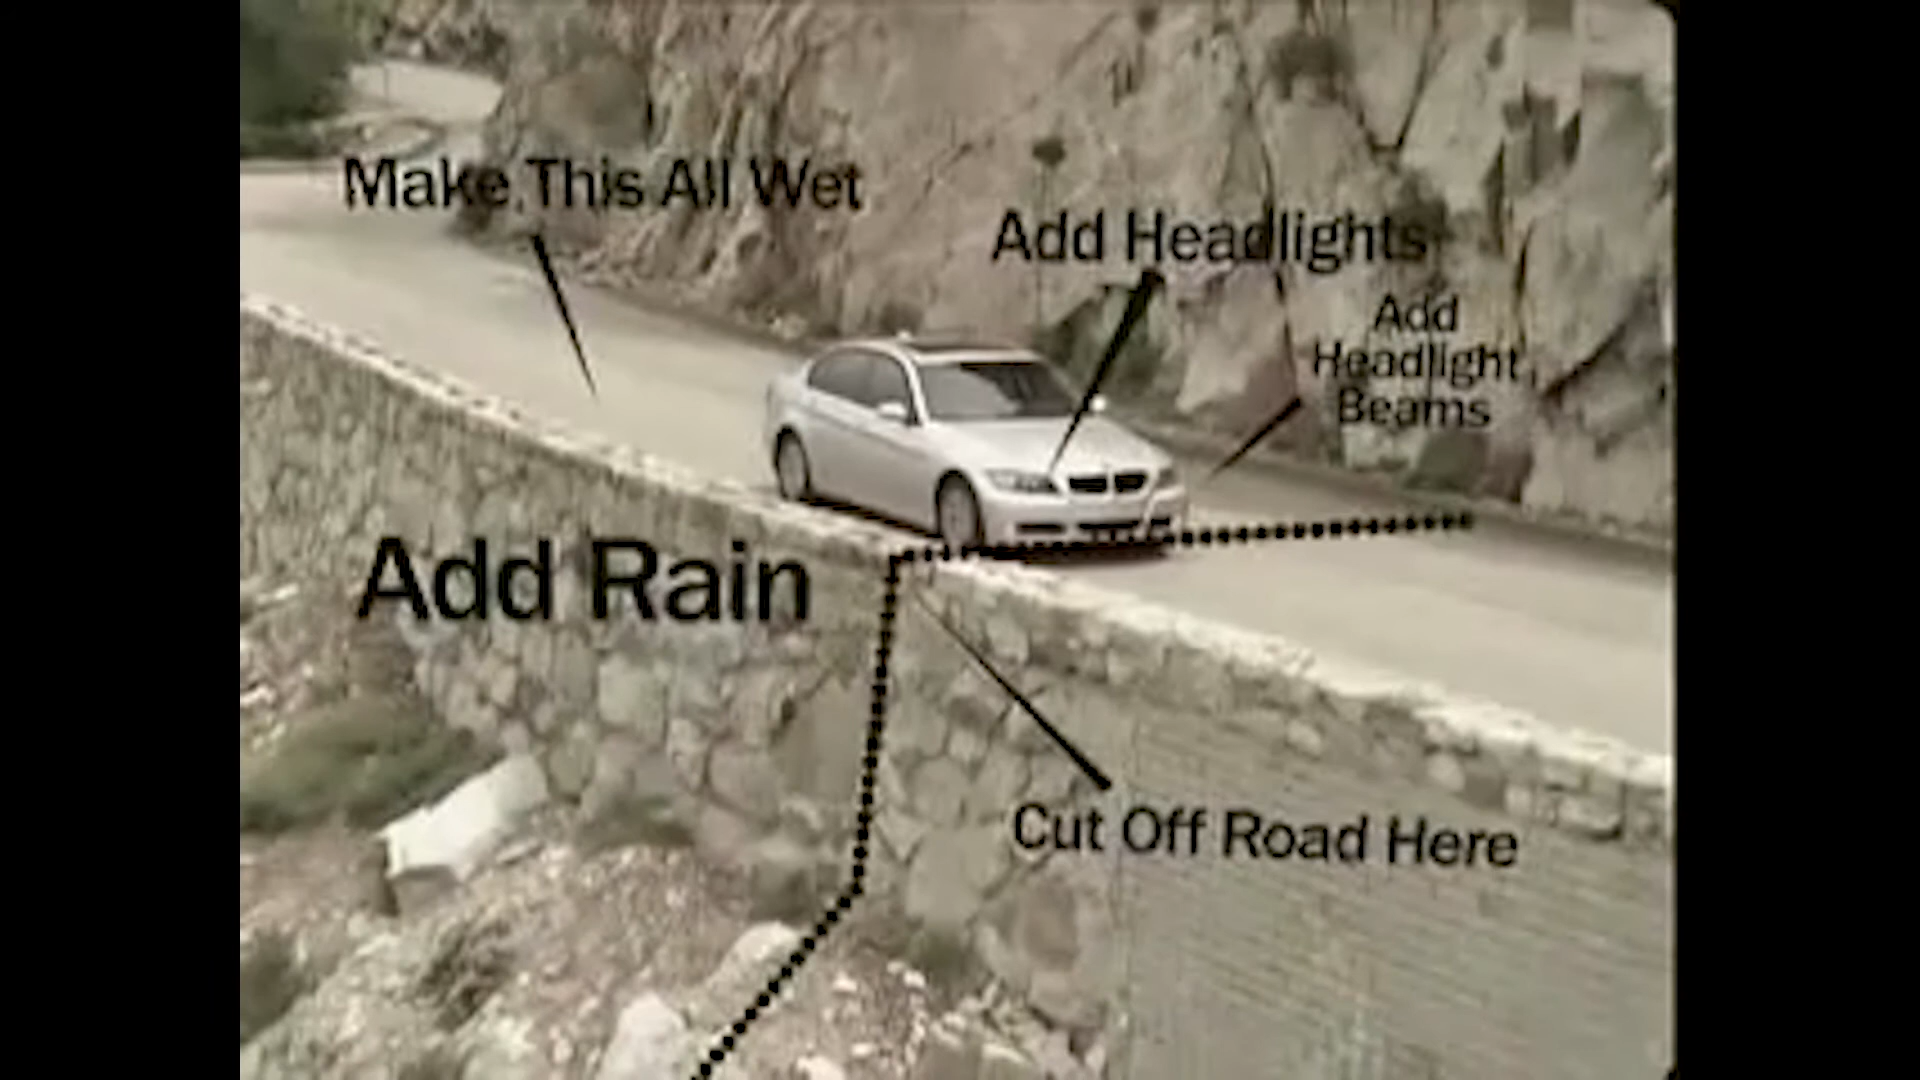 Make This All Wet
Add Headlights
Add
Headlight
Beams
Add Rain
Cut Off Road Here